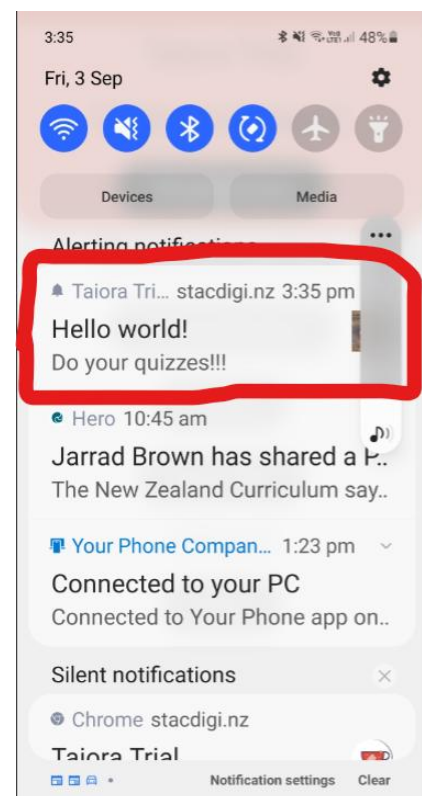 3:35 48%
Fri, 3 Sep
Devices Media
Alerting notifications
Taiora Tri... stacdigi.nz 3:35 pm
Hello world!
Do your quizzes!!!
Hero 10:45 am
Jarrad Brown has shared a P..
The New Zealand Curriculum say..
Your Phone Compan... 1:23 pm
Connected to your PC
Connected to Your Phone app on..
Silent notifications
Chrome stacdigi.nz
Taiora Trial
Notification settings Clear